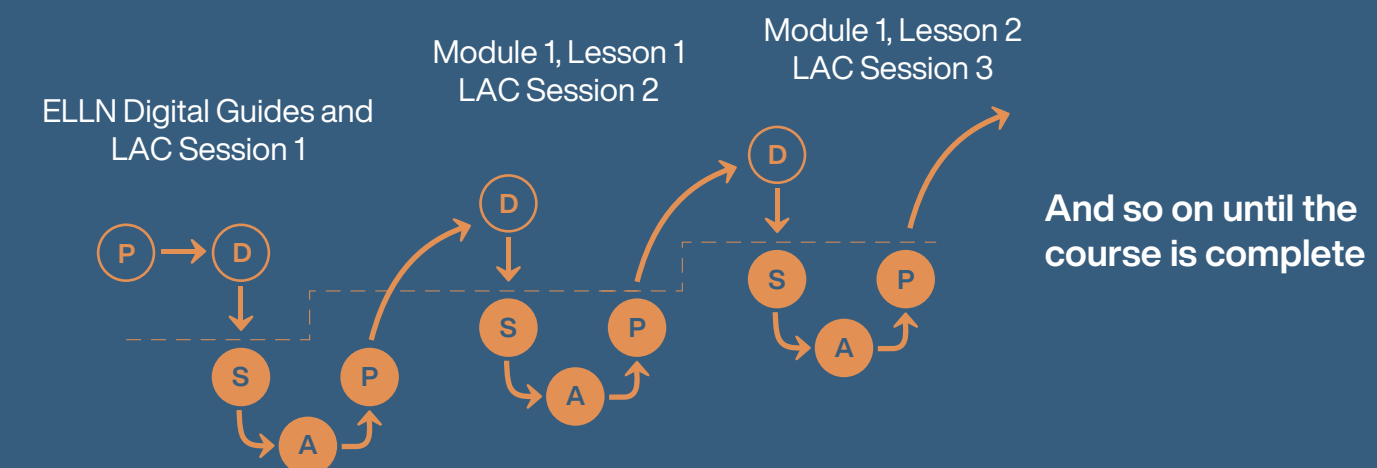 ELLN Digital Guides and
LAC Session 1
Module 1, Lesson 1
LAC Session 2
Module 1, Lesson 2
LAC Session 3
P
D
S
A
P
D
S
A
P
D
S
A
P
And so on until the
course is complete